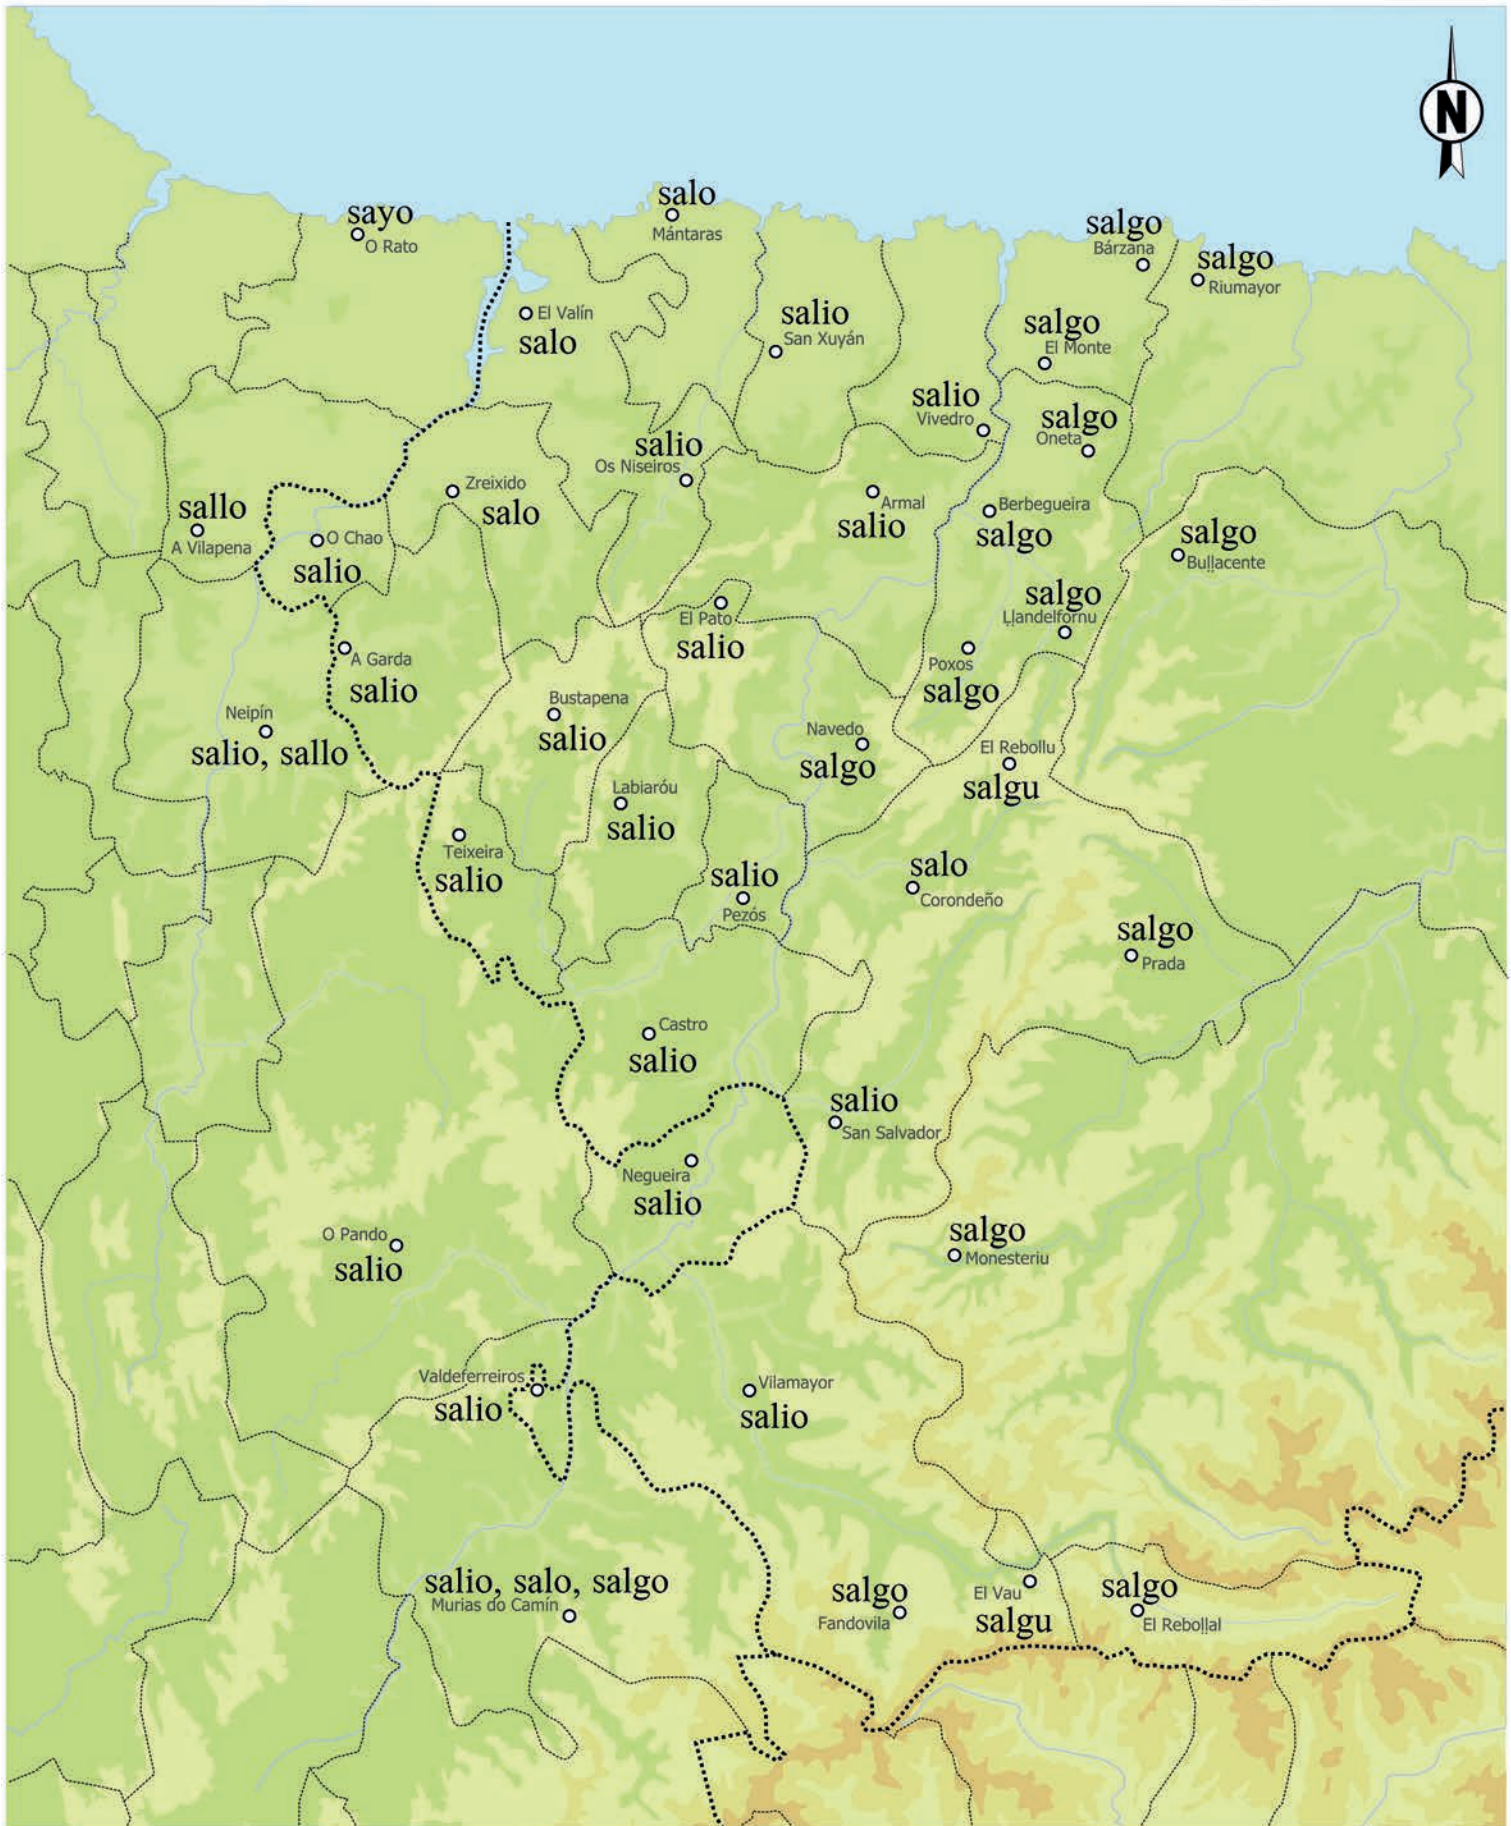 N
salo
Mántaras
sayo
O Rato
salgo
Bárzana
salgo
Riumayor
El Valín
salo
salio
San Xuyán
salgo
El Monte
salio
Vivedro
salgo
Oneta
salio
Os Niseiros
Zreixido
salo
Armal
salio
Berbegueira
salgo
sallo
A Vilapena
O Chao
salio
salgo
Buḷḷacente
salgo
Ḷḷandelfornu
El Pato
salio
A Garda
salio
Poxos
salgo
Bustapena
salio
Neipín
salio, sallo
Navedo
salgo
El Rebollu
salgu
Labiaróu
salio
Teixeira
salio
salio
Pezós
salo
Corondeño
salgo
Prada
Castro
salio
salio
San Salvador
Negueira
salio
O Pando
salio
salgo
Monesteriu
Valdeferreiros
salio
Vilamayor
salio
salio, salo, salgo
Murias do Camín
salgo
Fandovila
El Vau
salgu
salgo
El Reboḷḷal